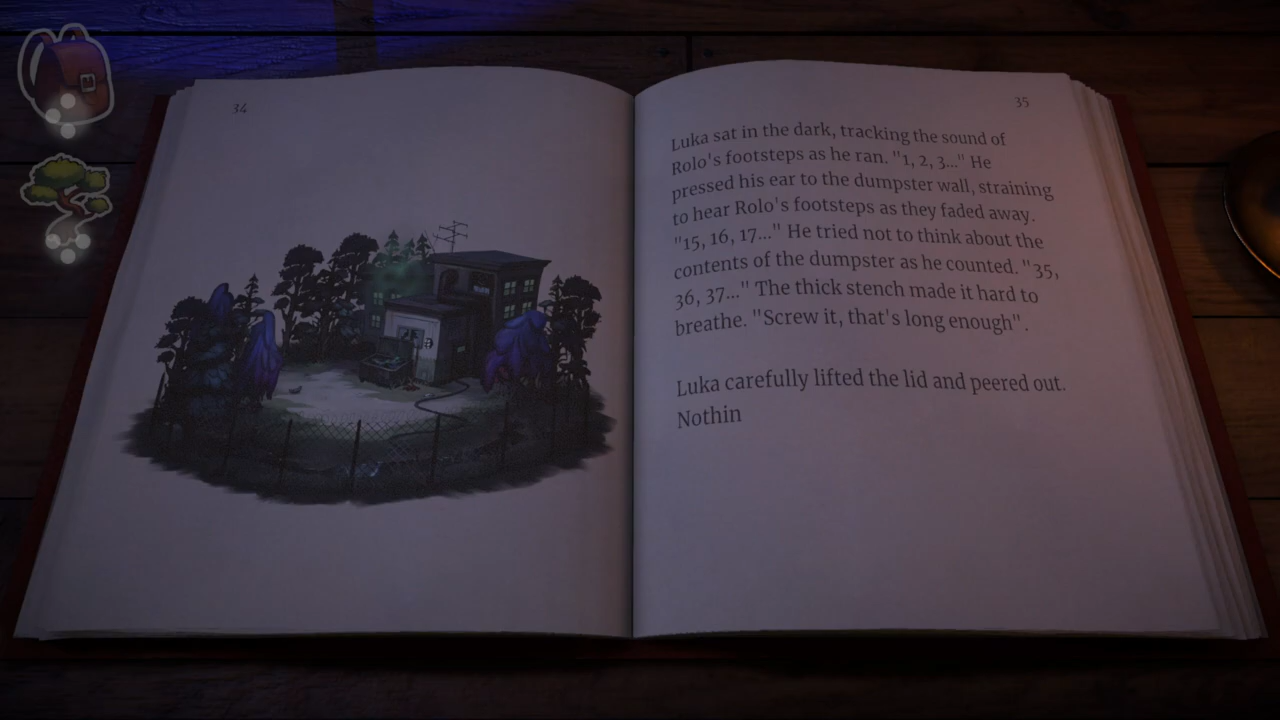 34
35
Luka sat in the dark, tracking the sound of
Rolo's footsteps as he ran. "1, 2, 3..." He
pressed his ear to the dumpster wall, straining
to hear Rolo's footsteps as they faded away.
"15, 16, 17..." He tried not to think about the
contents of the dumpster as he counted. "35,
36, 37..." The thick stench made it hard to
breathe. "Screw it, that's long enough".
Luka carefully lifted the lid and peered out.
Nothin